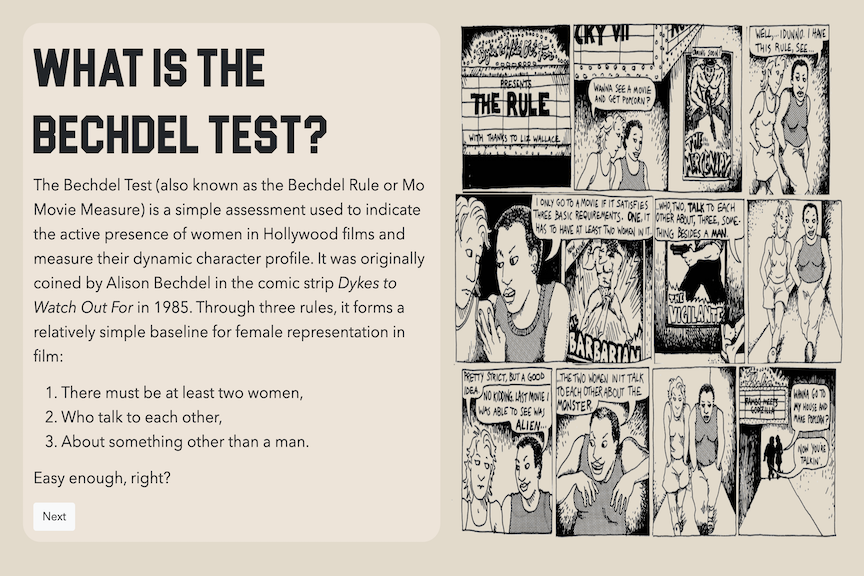 WHAT IS THE
BECHDEL TEST?
The Bechdel Test (also known as the Bechdel Rule or Mo
Movie Measure) is a simple assessment used to indicate
the active presence of women in Hollywood films and
measure their dynamic character profile. It was originally
coined by Alison Bechdel in the comic strip Dykes to
Watch Out For in 1985. Through three rules, it forms a
relatively simple baseline for female representation in
film:
1. There must be at least two women,
2. Who talk to each other,
3. About something other than a man.
Easy enough, right?
Next
PRESENTS
THE RULE
WITH THANKS TO LIZ WALLACE
CKY VII
WANNA SEE A MOVIE
AND GET POPCORN?
COMING SOON!
THE
MERCENARY
WELL,...I DUNNO. I HAVE
THIS RULE, SEE...
I ONLY GO TO A MOVIE IF IT SATISFIES
THREE BASIC REQUIREMENTS. ONE, IT
HAS TO HAVE AT LEAST TWO WOMEN IN IT...
BARBARIAN
...WHO TWO, TALK TO EACH
OTHER ABOUT, THREE, SOME-
THING BESIDES A MAN.
THE
VIGILANTE
PRETTY STRICT, BUT A GOOD
IDEA.
NO KIDDING. LAST MOVIE I
WAS ABLE TO SEE WAS
ALIEN...
...THE TWO WOMEN IN IT TALK
TO EACH OTHER ABOUT THE
MONSTER.
RAMBO MEETS
GODZILLA
WANNA GO TO
MY HOUSE AND
MAKE POPCORN?
NOW YOU'RE
TALKIN'.